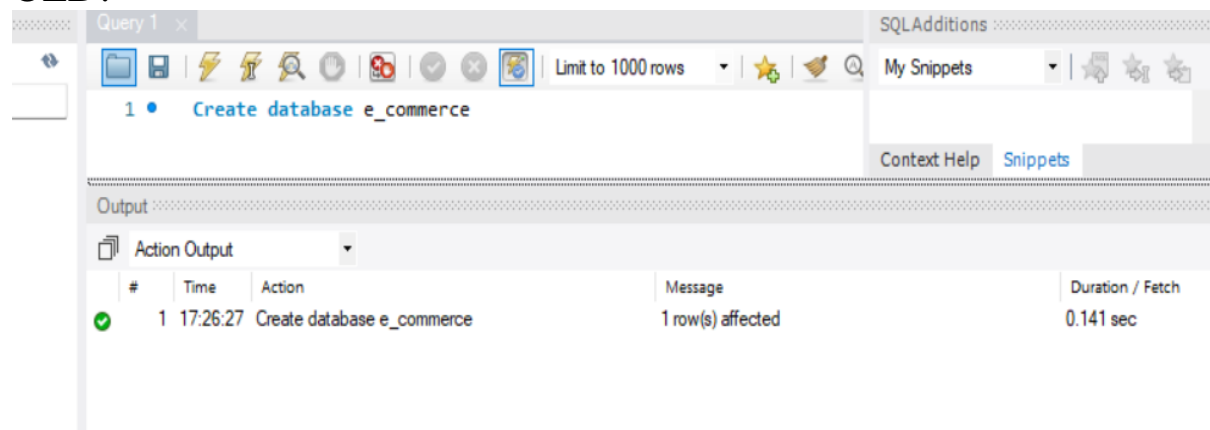 Query 1 ×
SQLAdditions
Limit to 1000 rows
My Snippets
1 Create database e_commerce
Context Help Snippets
Output
Action Output
# Time Action Message Duration / Fetch
1 17:26:27 Create database e_commerce 1 row(s) affected 0.141 sec